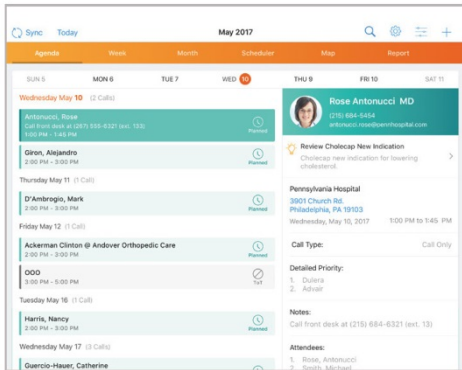 Sync Today May 2017
Agenda Week Month Scheduler Map Report
SUN 5 MON 6 TUE 7 WED 10 THU 9 FRI 10 SAT 11
Wednesday May 10 (2 Calls)
Antonucci, Rose
Call front desk at (267) 555-6321 (ext. 13)
1:00 PM - 1:45 PM
Planned
Giron, Alejandro
2:00 PM - 3:00 PM
Planned
Thursday May 11 (1 Call)
D'Ambrogio, Mark
2:00 PM - 3:00 PM
Planned
Friday May 12 (1 Call)
Ackerman Clinton @ Andover Orthopedic Care
2:00 PM - 3:00 PM
Planned
OOO
3:00 PM - 5:00 PM
ToT
Tuesday May 16 (1 Call)
Harris, Nancy
2:00 PM - 3:00 PM
Planned
Wednesday May 17 (3 Calls)
Guercio-Hauer, Catherine
Rose Antonucci MD
(215) 684-5454
antonucci.rose@pennhospital.com
Review Cholecap New Indication
Cholecap new indication for lowering
cholesterol.
Pennsylvania Hospital
3901 Church Rd.
Philadelphia, PA 19103
Wednesday, May 10, 2017 1:00 PM to 1:45 PM
Call Type: Call Only
Detailed Priority:
1. Dulera
2. Advair
Notes:
Call front desk at (215) 684-6321 (ext. 13)
Attendees:
1. Rose, Antonucci
2. Smith, Michael